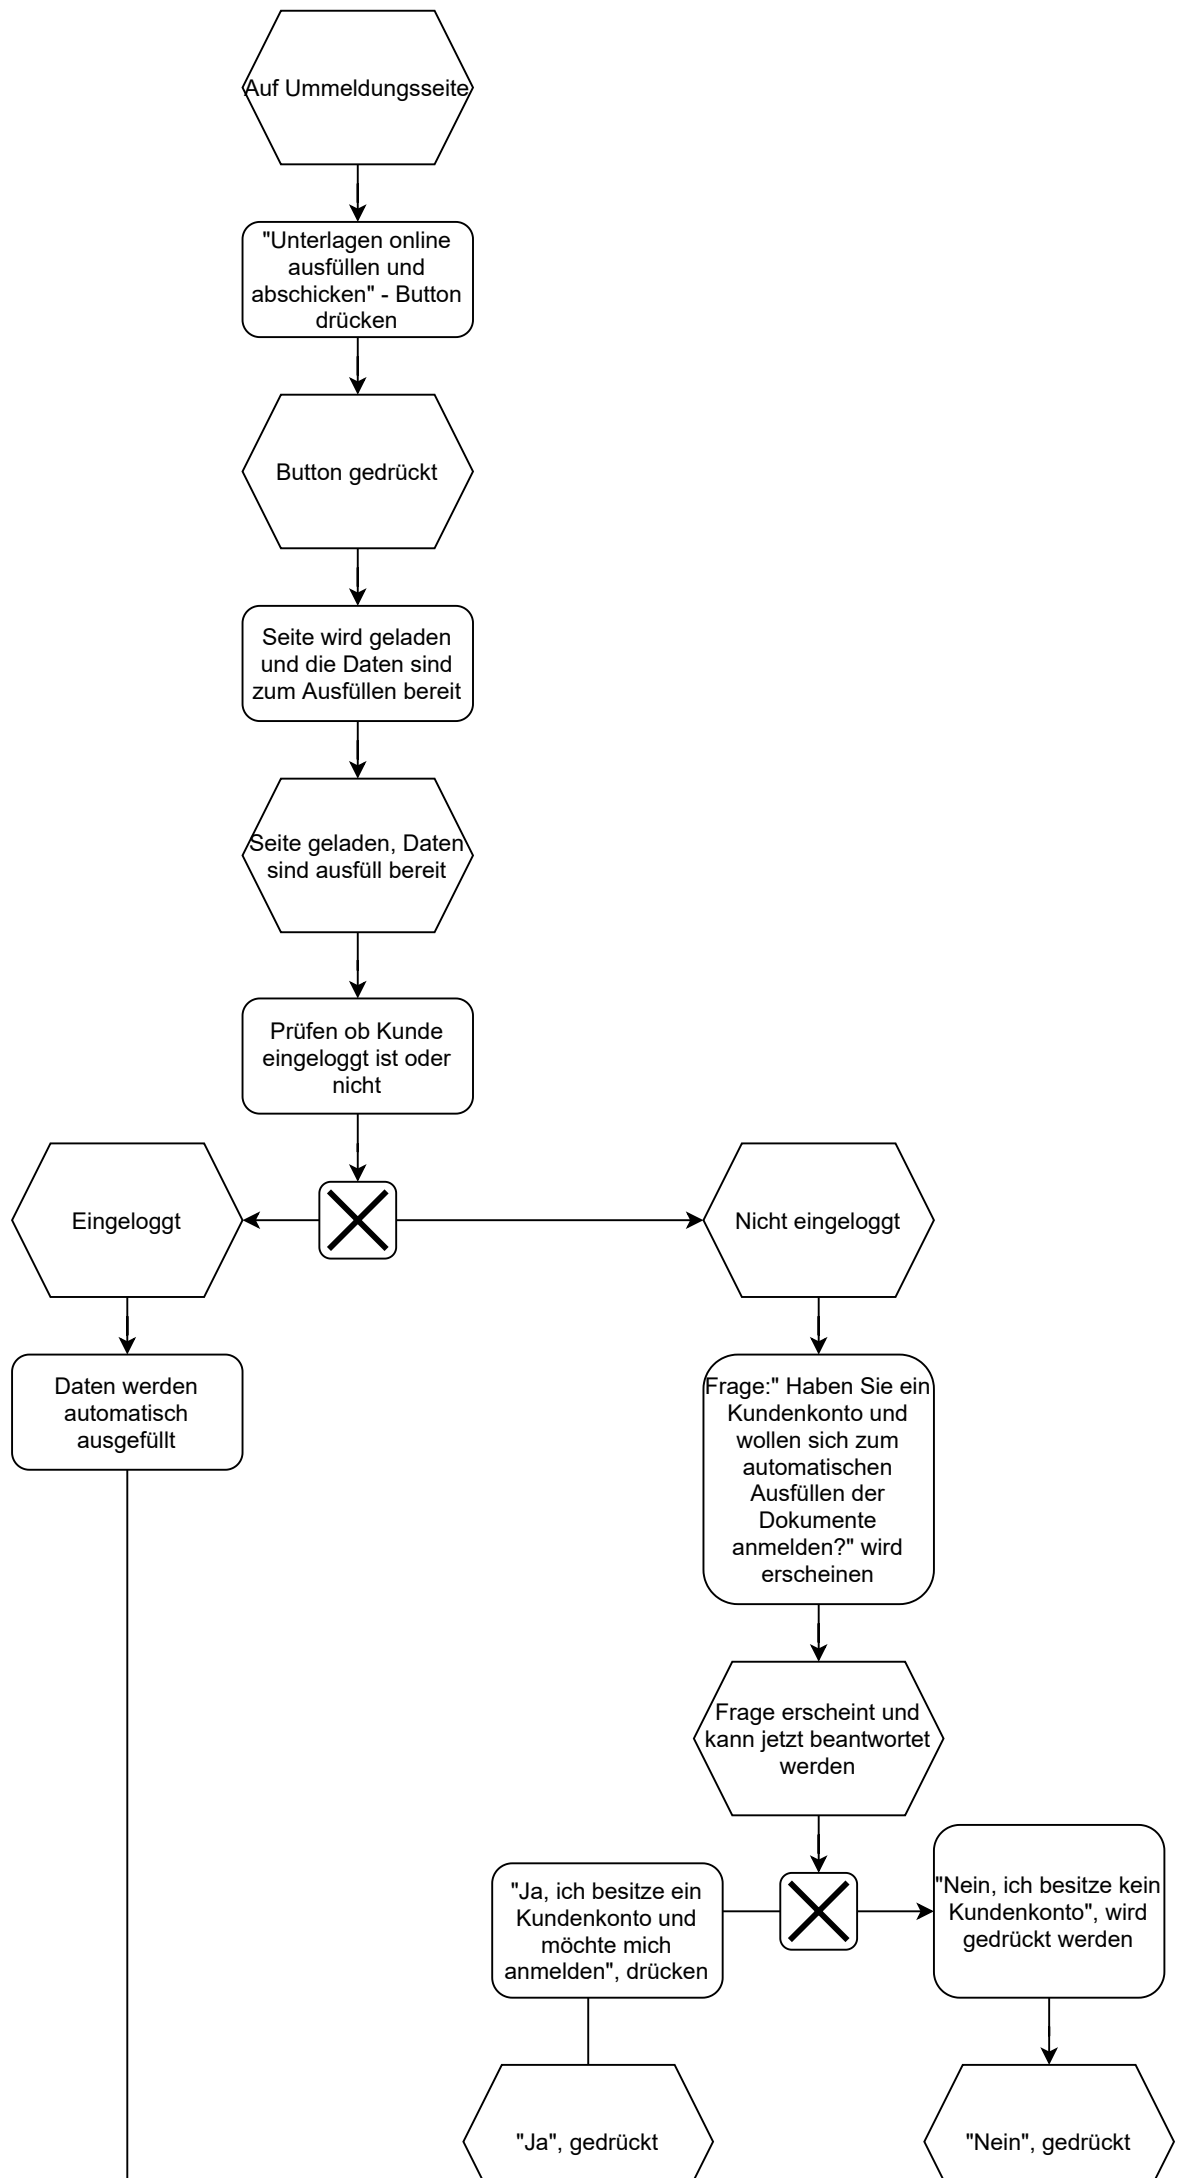 Auf Ummeldungsseite
"Unterlagen online
ausfüllen und
abschicken" - Button
drücken
Button gedrückt
Seite wird geladen
und die Daten sind
zum Ausfüllen bereit
Seite geladen, Daten
sind ausfüll bereit
Prüfen ob Kunde
eingeloggt ist oder
nicht
Eingeloggt
Nicht eingeloggt
Daten werden
automatisch
ausgefüllt
Frage:" Haben Sie ein
Kundenkonto und
wollen sich zum
automatischen
Ausfüllen der
Dokumente
anmelden?" wird
erscheinen
Frage erscheint und
kann jetzt beantwortet
werden
"Ja, ich besitze ein
Kundenkonto und
möchte mich
anmelden", drücken
"Nein, ich besitze kein
Kundenkonto", wird
gedrückt werden
"Ja", gedrückt
"Nein", gedrückt